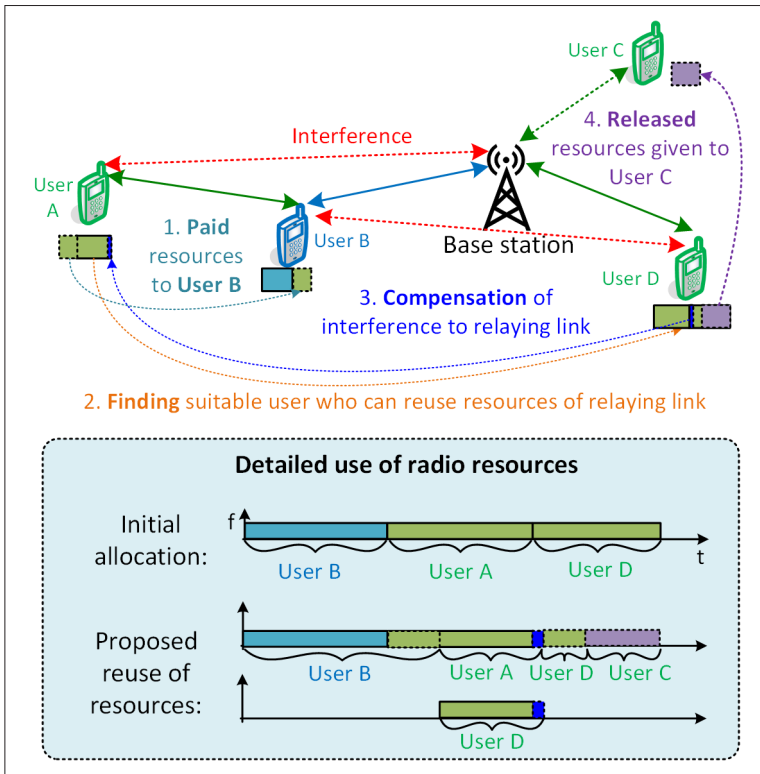 User C
4. Released
resources given to
User C
Interference
User
A
1. Paid
resources
to User B
User B
Base station
User D
3. Compensation of
interference to relaying link
2. Finding suitable user who can reuse resources of relaying link
Detailed use of radio resources
Initial
allocation:
f
t
User B
User A
User D
Proposed
reuse of
resources:
User B
User A
User D
User C
User D